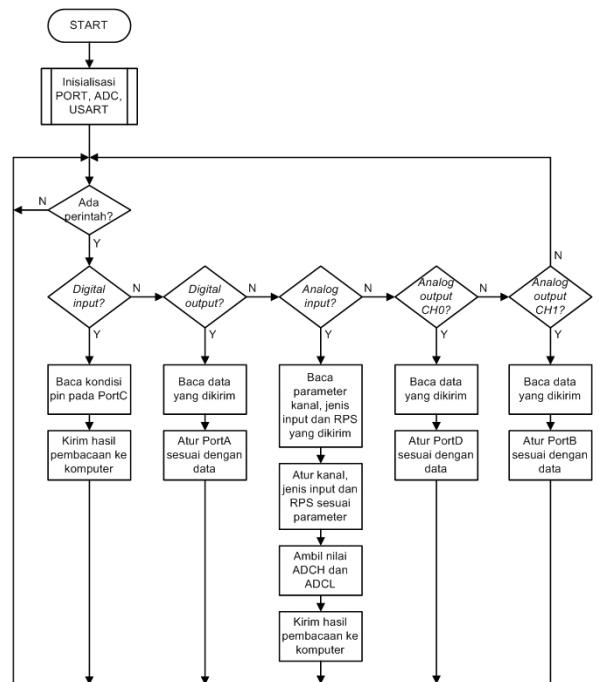 START
Inisialisasi
PORT, ADC,
USART
N
Ada
perintah?
Y
Digital
input?
N
Digital
output?
N
Analog
input?
N
Analog
output
CH0?
N
Analog
output
CH1?
N
Y
Y
Y
Y
Y
Baca kondisi
pin pada PortC
Kirim hasil
pembacaan ke
komputer
Baca data
yang dikirim
Atur PortA
sesuai dengan
data
Baca
parameter
kanal, jenis
input dan RPS
yang dikirim
Atur kanal,
jenis input dan
RPS sesuai
parameter
Ambil nilai
ADCH dan
ADCL
Kirim hasil
pembacaan ke
komputer
Baca data
yang dikirim
Atur PortD
sesuai dengan
data
Baca data
yang dikirim
Atur PortB
sesuai dengan
data